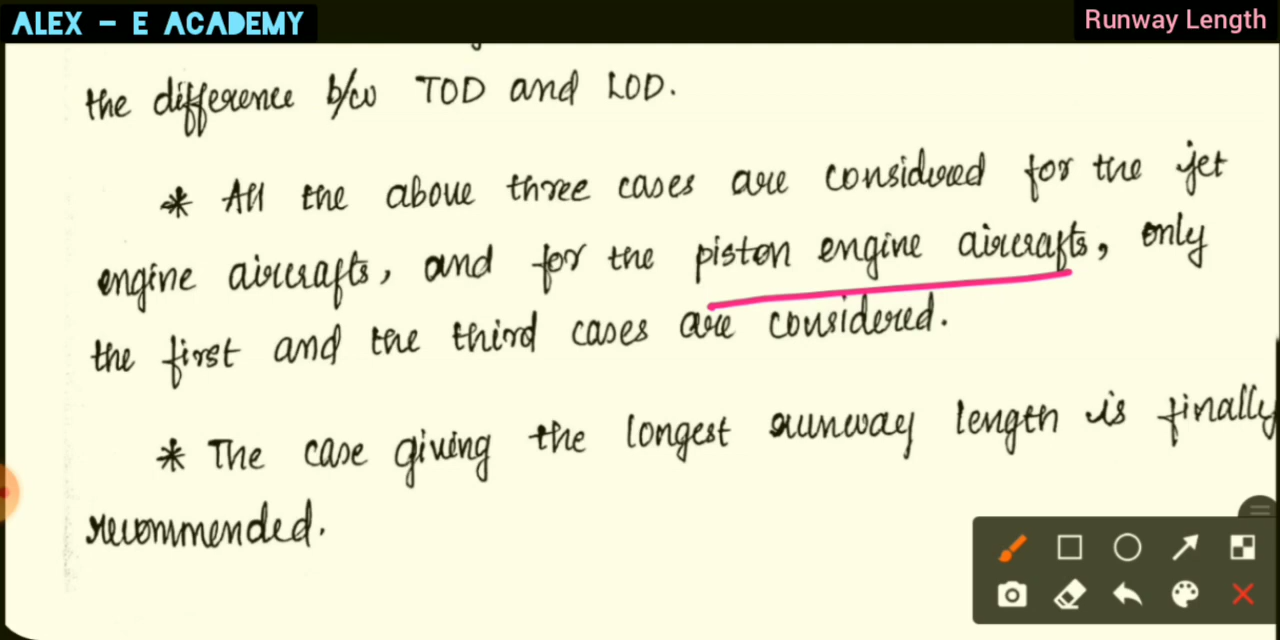 ALEX - E ACADEMY
Runway Length
the difference b/w TOD and LOD.
* All the above three cases are considered for the jet
engine aircrafts, and for the piston engine aircrafts, only
the first and the third cases are considered.
* The case giving the longest runway length is finally
recommended.